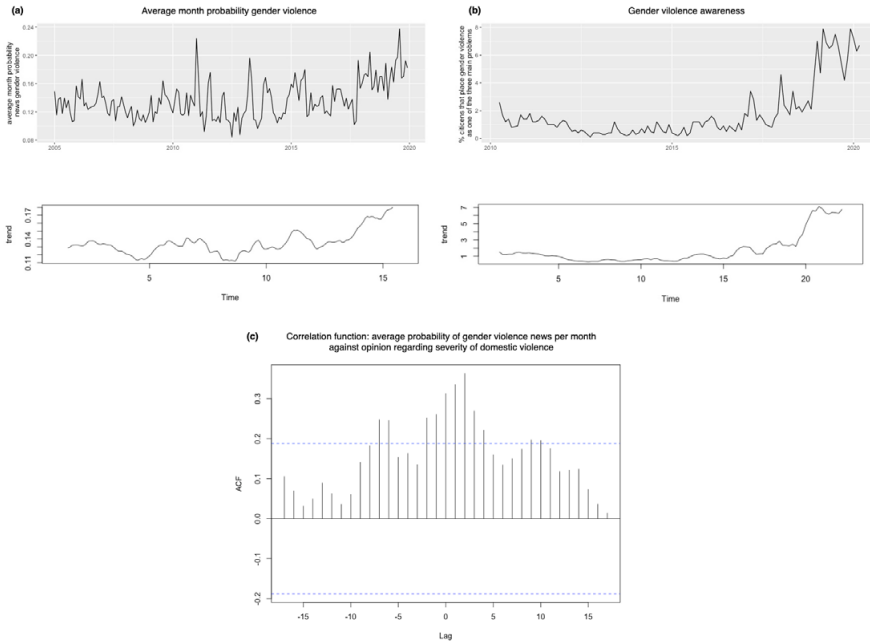 (a)
Average month probability gender violence
average month probability
news gender violence
0.24
0.20
0.16
0.12
0.08
2005
2010
2015
2020
trend
0.17
0.14
0.11
5
10
15
Time
(b)
Gender vilolence awareness
% citicens that place gender violence
as one of the three main problems
8
6
4
2
0
2010
2015
2020
trend
7
5
3
1
5
10
15
20
Time
(c)
Correlation function: average probability of gender violence news per month
against opinion regarding severity of domestic violence
ACF
0.3
0.2
0.1
0.0
-0.1
-0.2
-15
-10
-5
0
5
10
15
Lag